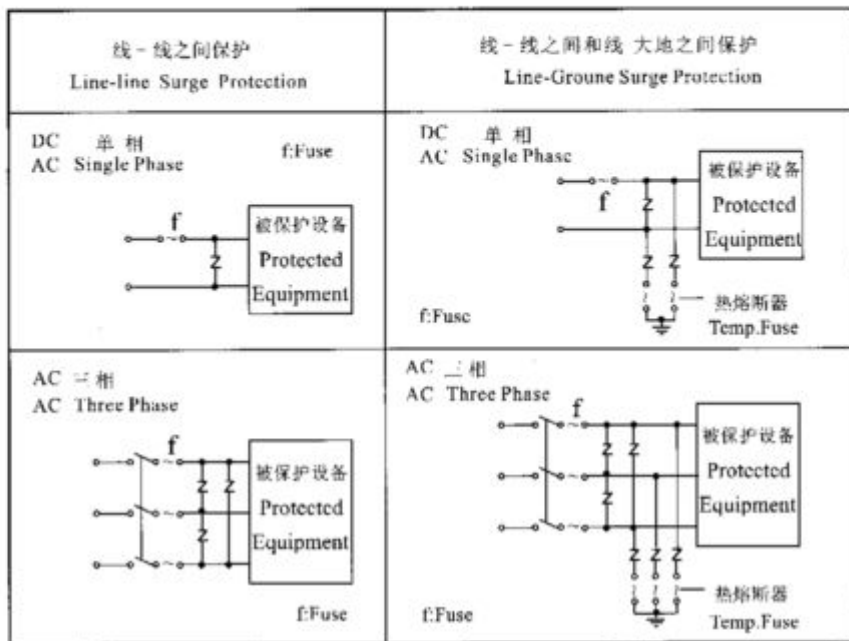 线-线之间保护
Line-line Surge Protection
线-线之间和线 大地之间保护
Line-Groune Surge Protection
DC 单相
AC Single Phase
f:Fuse
f
被保护设备
Protected
Equipment
Z
DC 单相
AC Single Phasc
f
被保护设备
Protected
Equipment
Z
Z Z
热熔断器
Temp.Fuse
f:Fusc
AC 三相
AC Three Phase
f
被保护设备
Protected
Equipment
Z Z
Z
f:Fuse
AC 三相
AC Three Phase
f
被保护设备
Protected
Equipment
Z Z
Z
Z Z Z
热熔断器
Temp.Fuse
f:Fuse